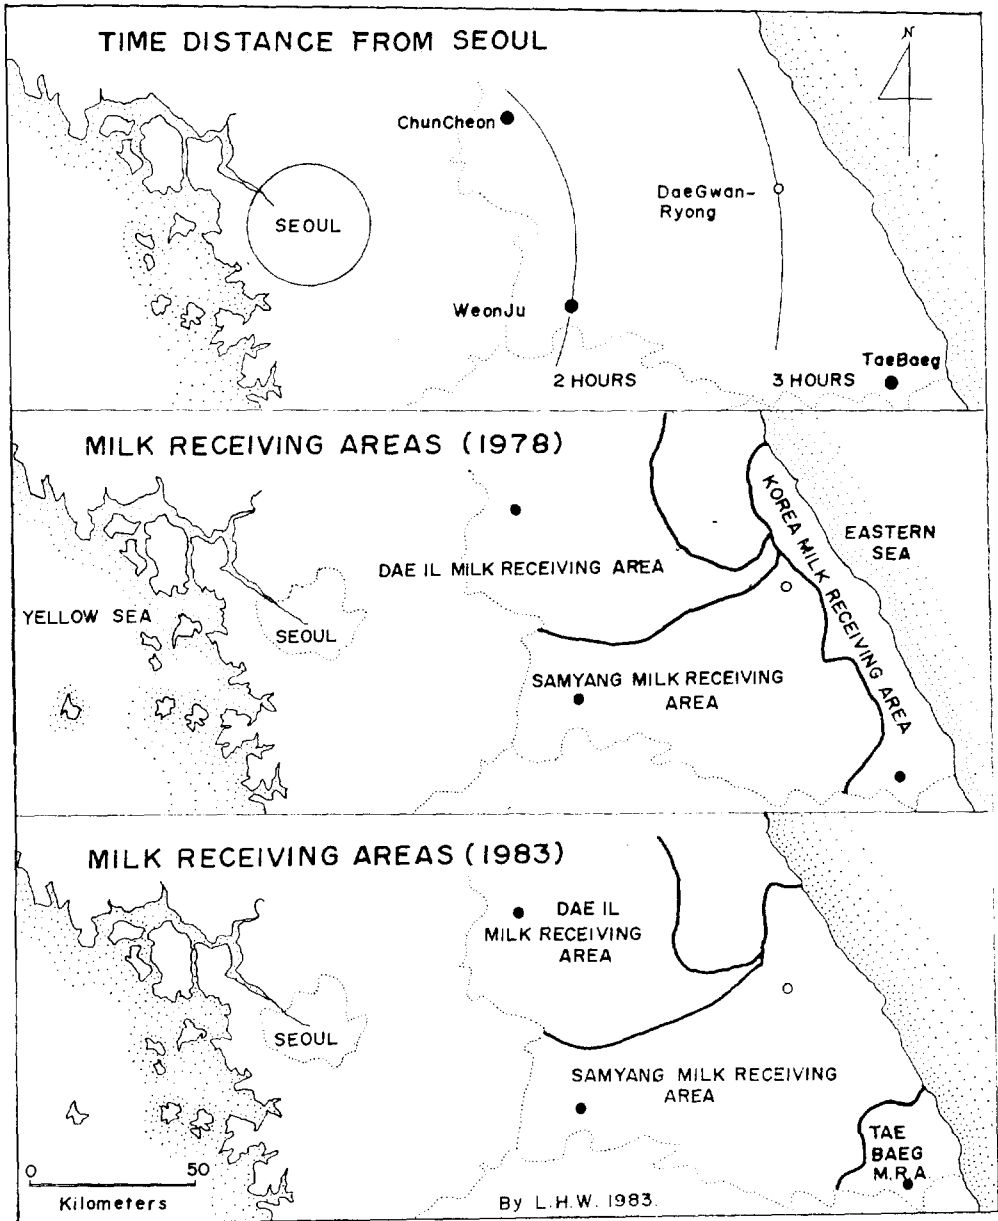 TIME DISTANCE FROM SEOUL
N
ChunCheon
DaeGwan-
Ryong
SEOUL
WeonJu
TaeBaeg
2 HOURS
3 HOURS
MILK RECEIVING AREAS (1978)
KOREA MILK RECEIVING AREA
EASTERN
SEA
DAE IL MILK RECEIVING AREA
YELLOW SEA
SEOUL
SAMYANG MILK RECEIVING
AREA
MILK RECEIVING AREAS (1983)
DAE IL
MILK RECEIVING
AREA
SEOUL
SAMYANG MILK RECEIVING
AREA
TAE
BAEG
M.R.A
0 50
Kilometers
By L.H.W. 1983.